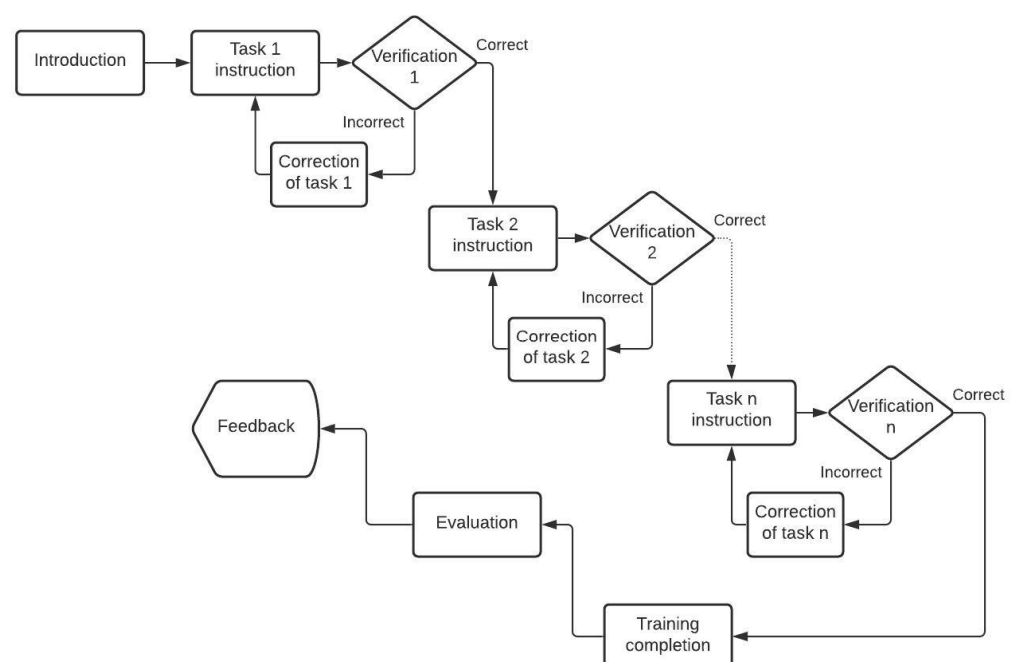 Introduction
Task 1
instruction
Verification
1
Correct
Incorrect
Correction
of task 1
Task 2
instruction
Verification
2
Correct
Incorrect
Correction
of task 2
Task n
instruction
Verification
n
Correct
Incorrect
Correction
of task n
Feedback
Evaluation
Training
completion